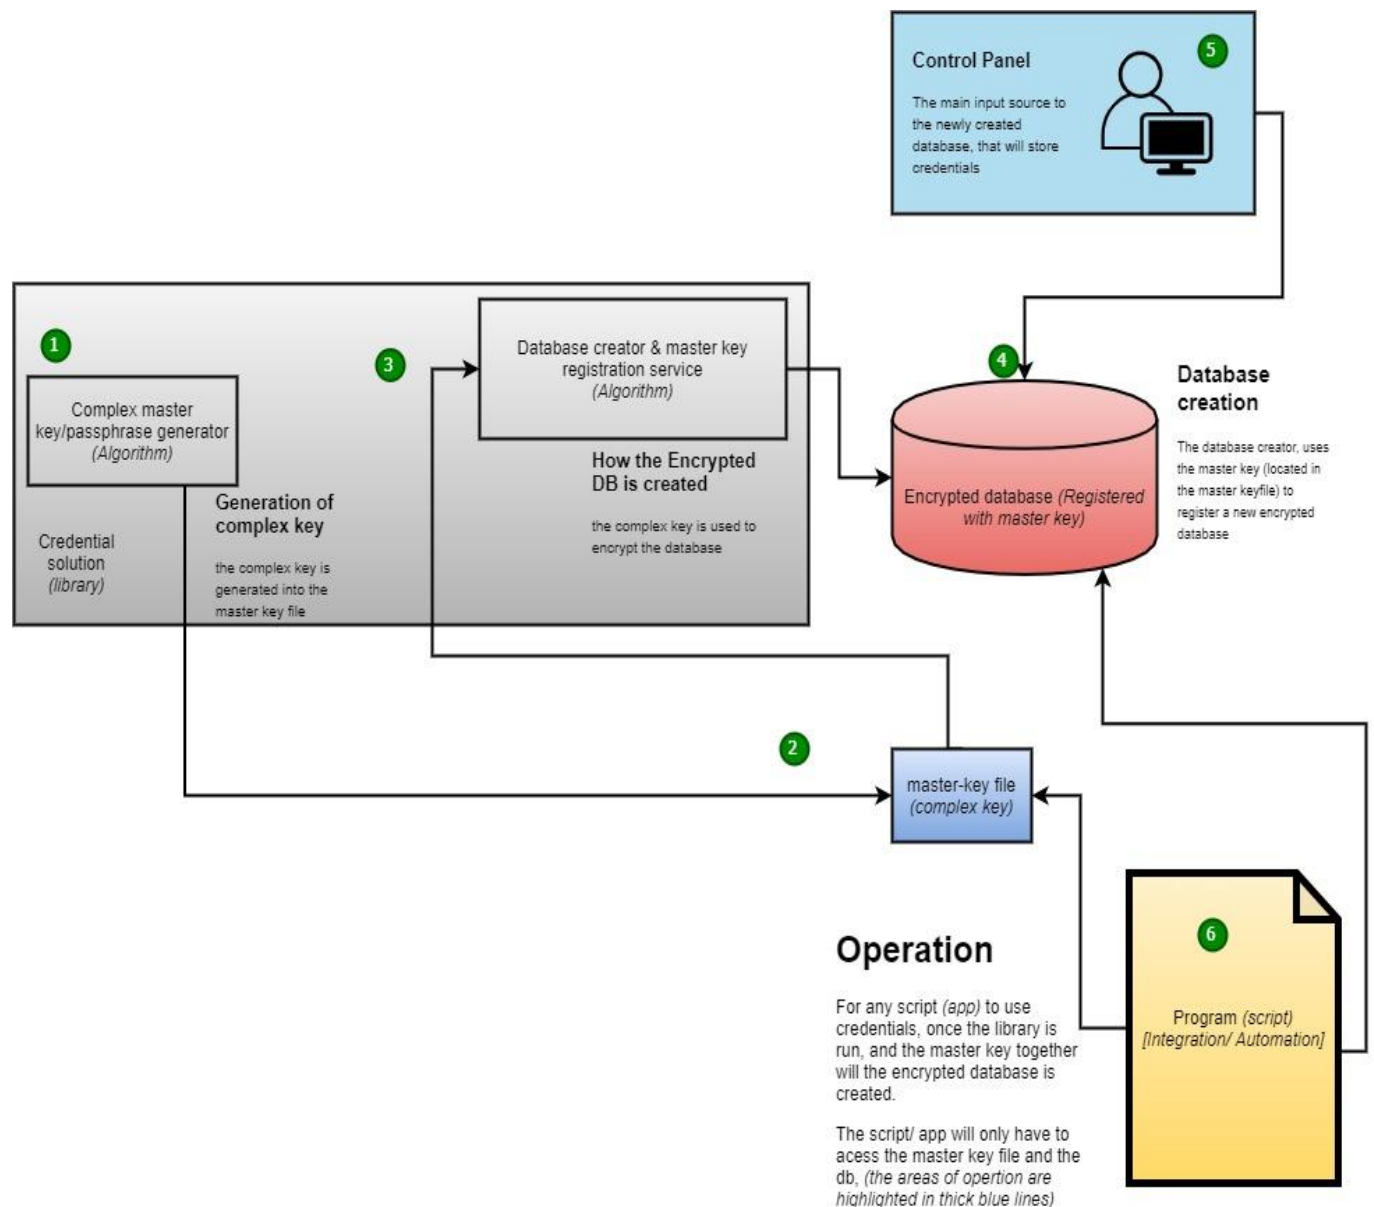 5
Control Panel
The main input source to
the newly created
database, that will store
credentials
1
Complex master
key/passphrase generator
(Algorithm)
Generation of
complex key
the complex key is
generated into the
master key file
Credential
solution
(library)
3
Database creator & master key
registration service
(Algorithm)
How the Encrypted
DB is created
the complex key is used to
encrypt the database
4
Encrypted database (Registered
with master key)
Database
creation
The database creator, uses
the master key (located in
the master keyfile) to
register a new encrypted
database
2
master-key file
(complex key)
Operation
For any script (app) to use
credentials, once the library is
run, and the master key together
will the encrypted database is
created.
The script/ app will only have to
acess the master key file and the
db, (the areas of opertion are
highlighted in thick blue lines)
6
Program (script)
[Integration/ Automation]